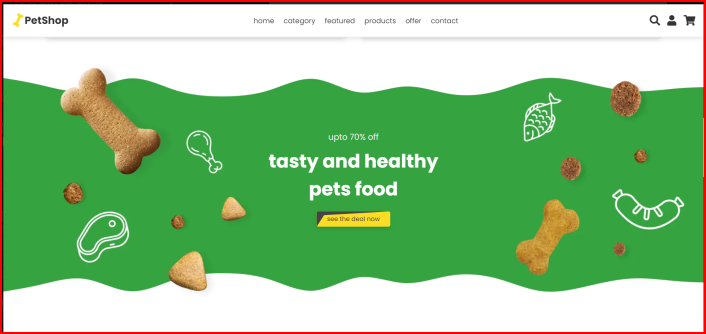 PetShop
home category featured products offer contact
upto 70% off
tasty and healthy
pets food
see the deal now